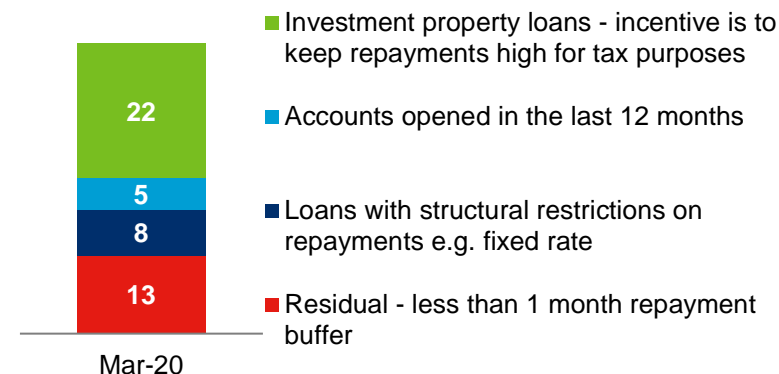 22
5
8
13
Mar-20
Investment property loans - incentive is to
keep repayments high for tax purposes
Accounts opened in the last 12 months
Loans with structural restrictions on
repayments e.g. fixed rate
Residual - less than 1 month repayment
buffer